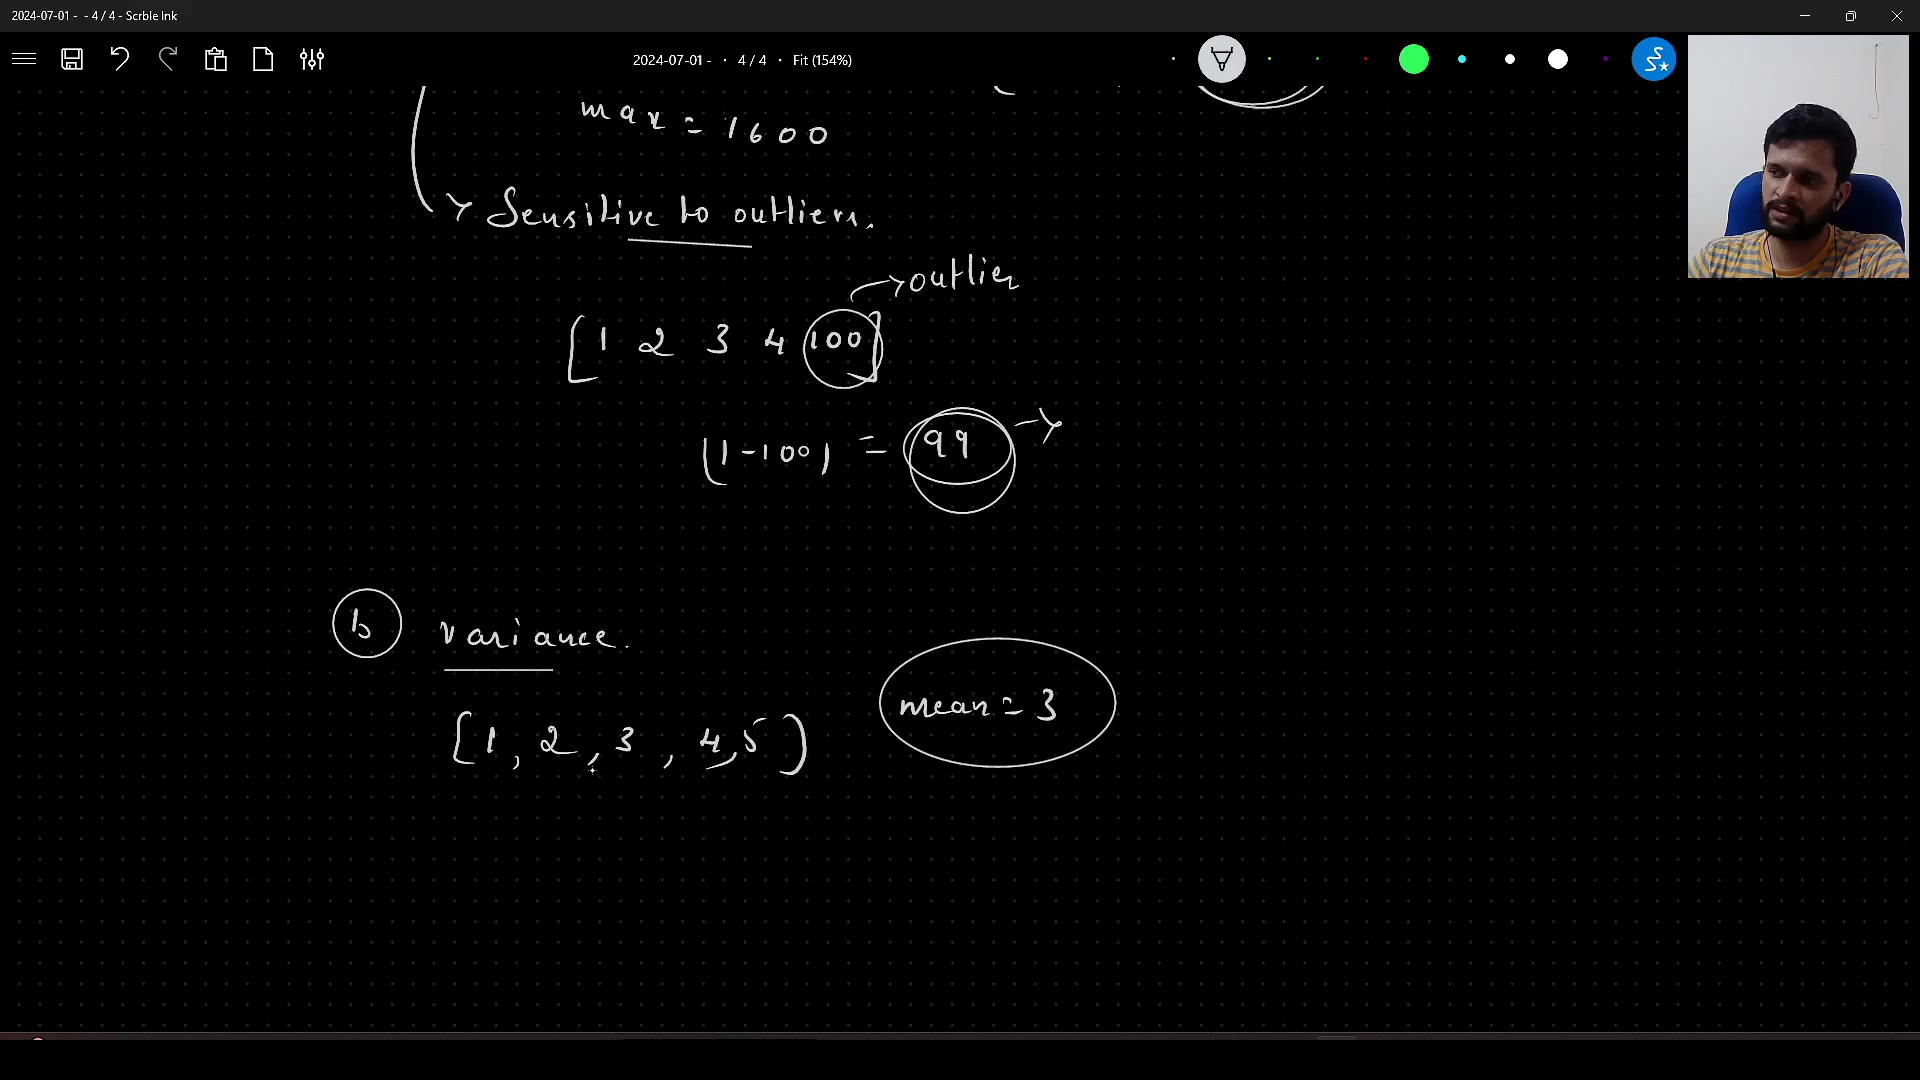 2024-07-01 - - 4 / 4 - Scrble Ink
2024-07-01 - • 4 / 4 • Fit (154%)
max = 1600
Sensitive to outliers.
outlier
[1 2 3 4 100]
|1-100| = 99
b variance.
mean = 3
[1, 2, 3, 4,5)